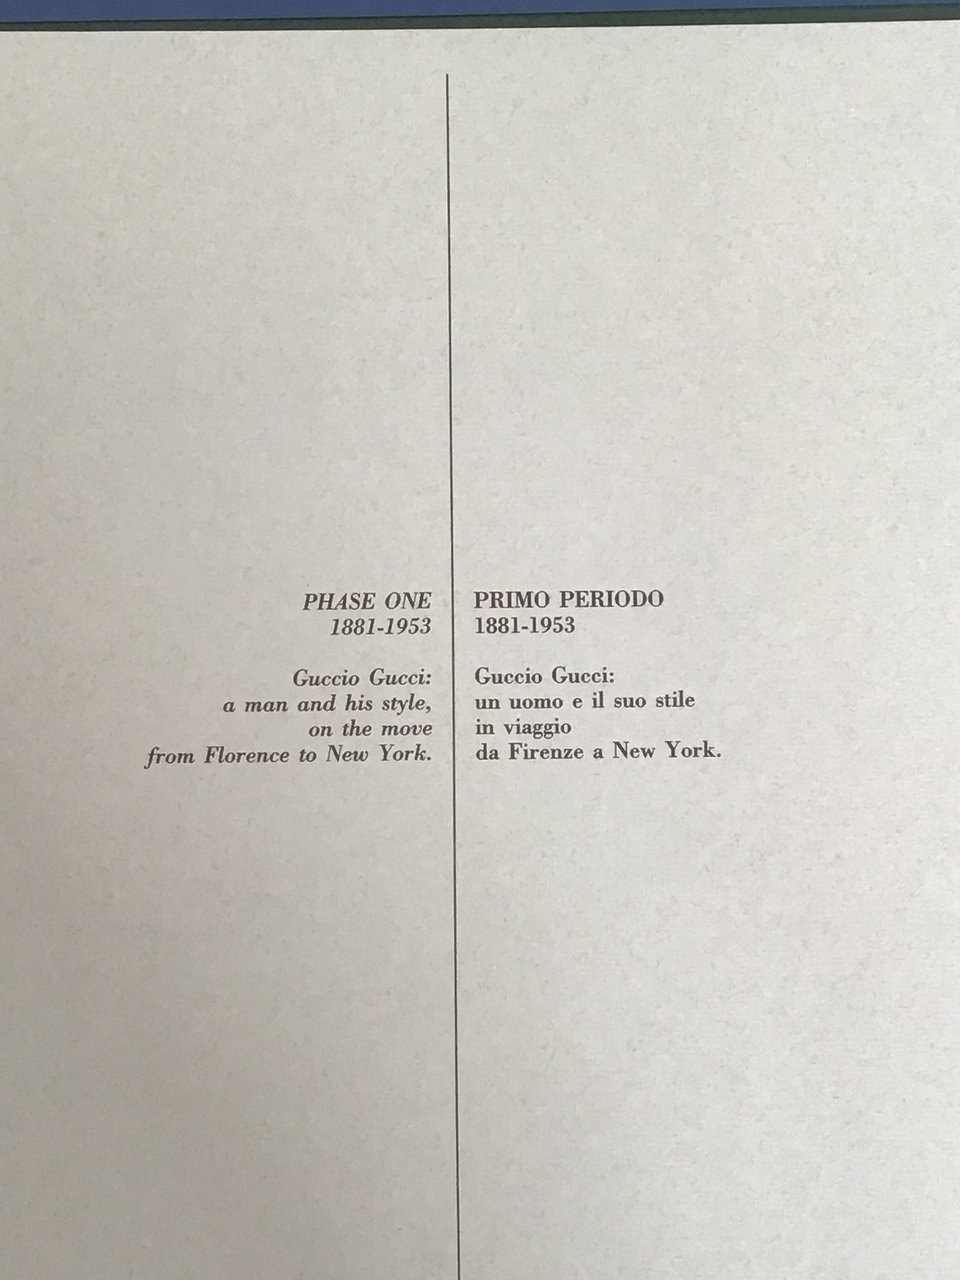 PHASE ONE
1881-1953
Guccio Gucci:
a man and his style,
on the move
from Florence to New York.
PRIMO PERIODO
1881-1953
Guccio Gucci:
un uomo e il suo stile
in viaggio
da Firenze a New York.